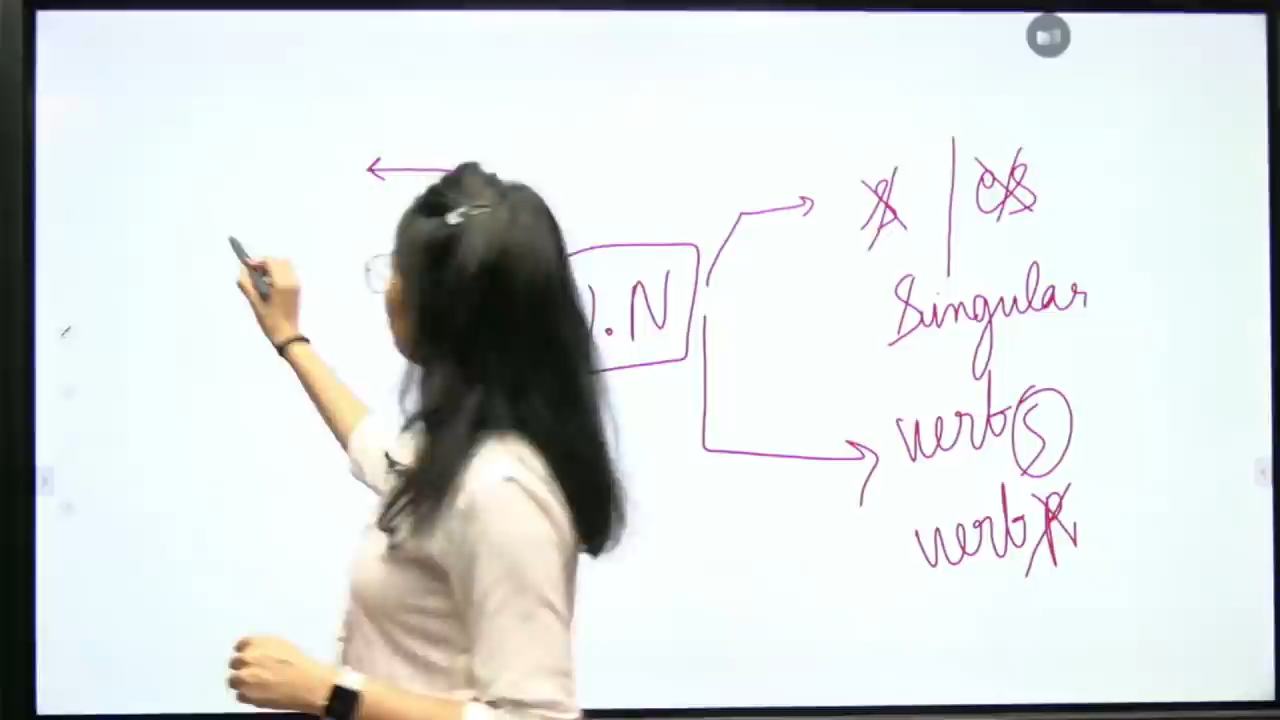 s | es
.N
Singular
verb S
verb